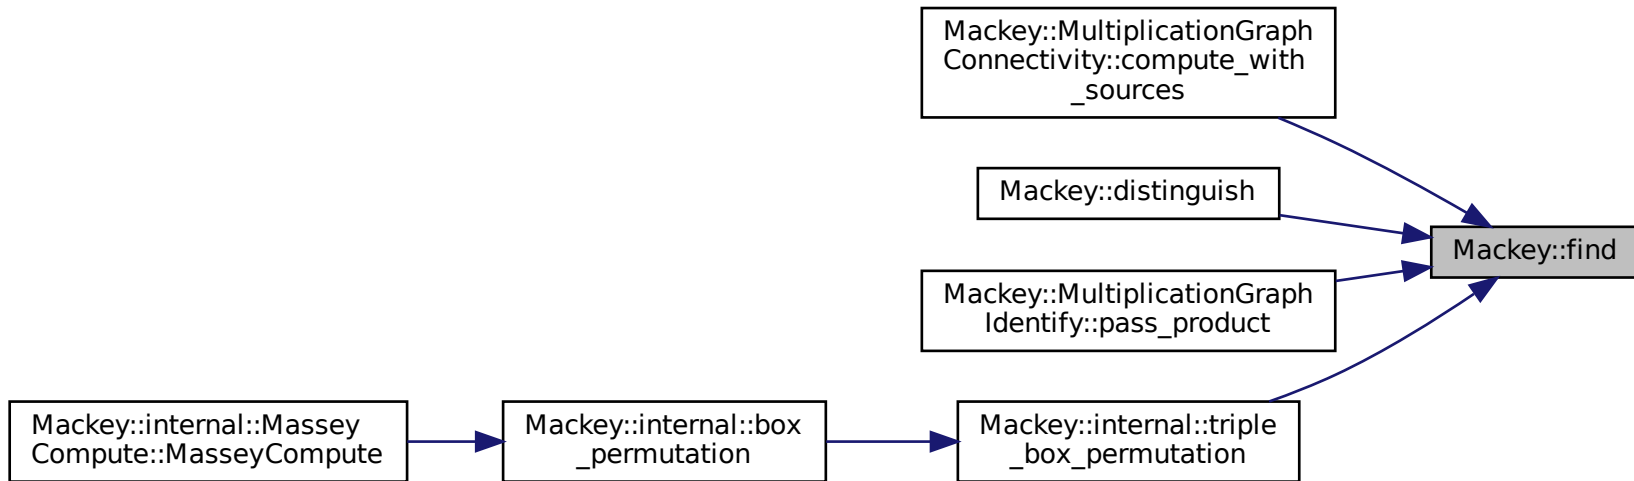 Mackey::MultiplicationGraph
Connectivity::compute_with
_sources
Mackey::distinguish
Mackey::find
Mackey::MultiplicationGraph
Identify::pass_product
Mackey::internal::Massey
Compute::MasseyCompute
Mackey::internal::box
_permutation
Mackey::internal::triple
_box_permutation